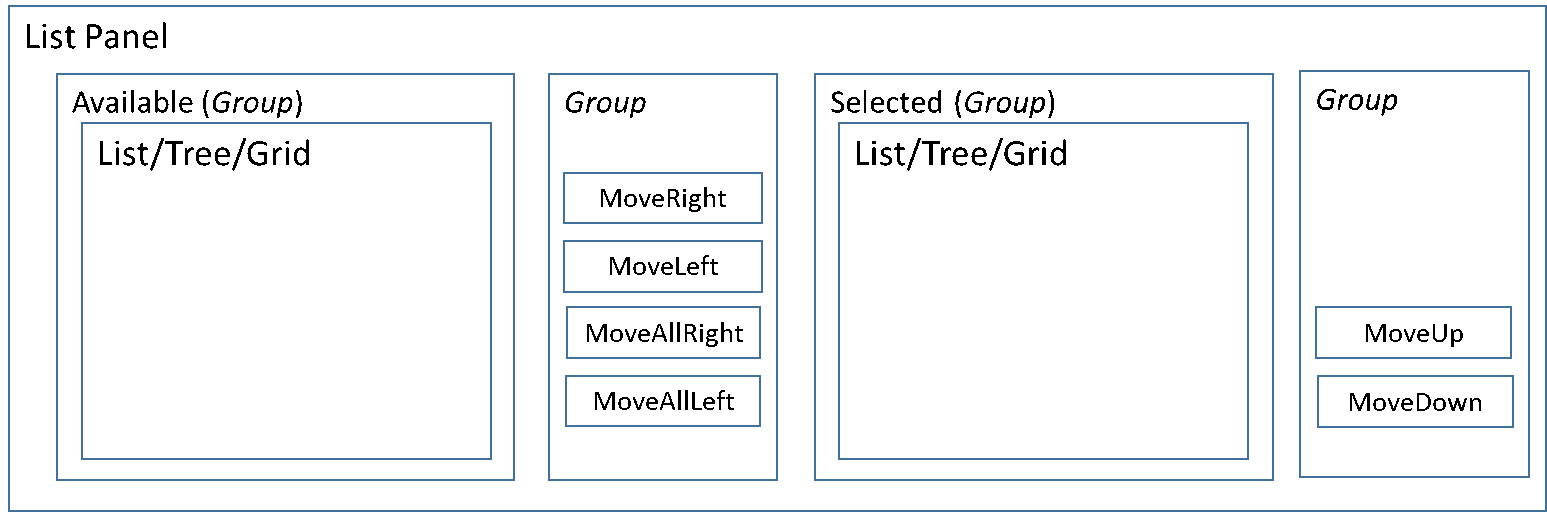 List Panel
Available (Group)
List/Tree/Grid
Group
MoveRight
MoveLeft
MoveAllRight
MoveAllLeft
Selected (Group)
List/Tree/Grid
Group
MoveUp
MoveDown